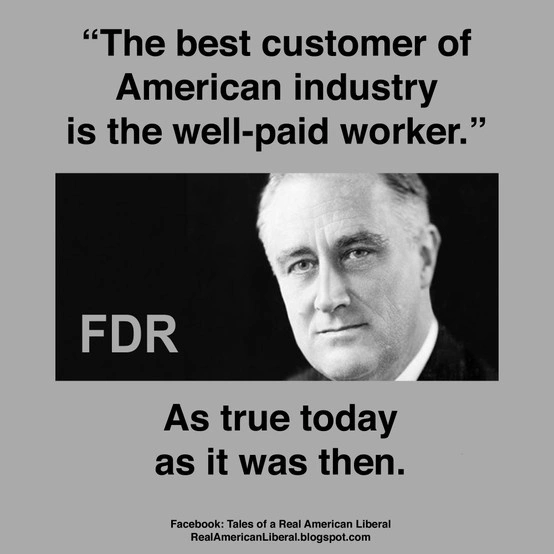 “The best customer of
American industry
is the well-paid worker.”
FDR
As true today
as it was then.
Facebook: Tales of a Real American Liberal
RealAmericanLiberal.blogspot.com